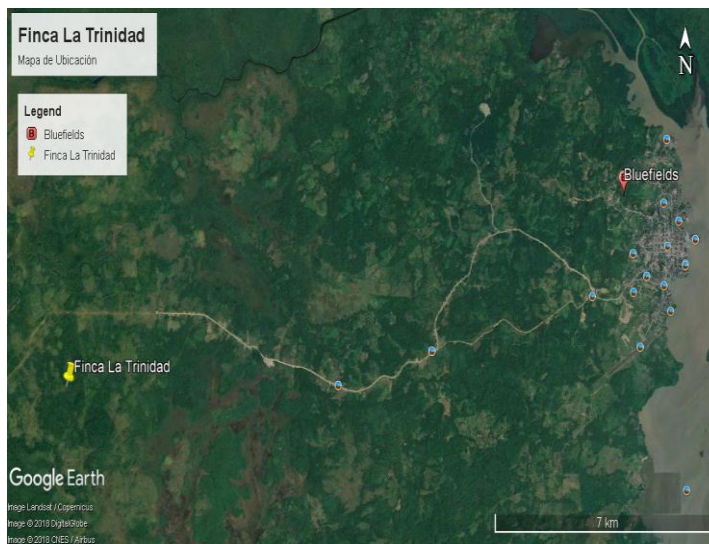 Finca La Trinidad
Mapa de Ubicación
Legend
B Bluefields
Finca La Trinidad
N
Bluefields
Finca La Trinidad
Google Earth
Image Landsat / Copernicus
Image © 2018 DigitalGlobe
Image © 2018 CNES / Airbus
7 km